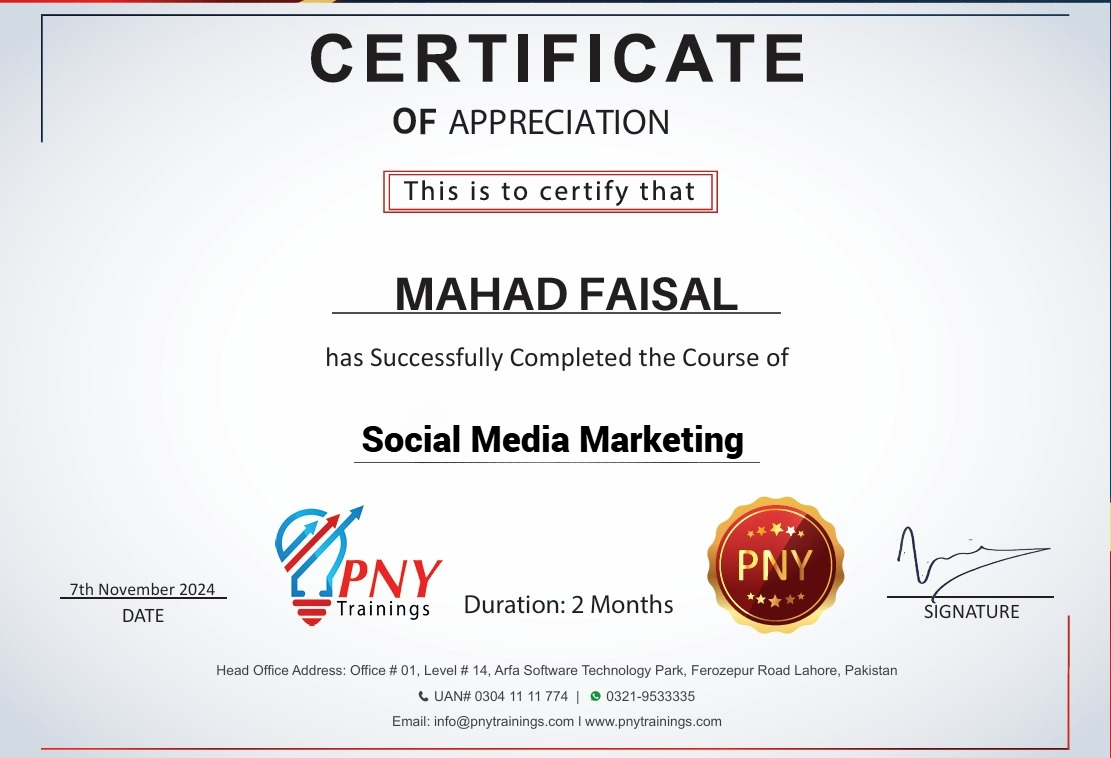 CERTIFICATE
OF APPRECIATION
This is to certify that
MAHAD FAISAL
has Successfully Completed the Course of
Social Media Marketing
7th November 2024
DATE
PNY
Trainings
Duration: 2 Months
PNY
SIGNATURE
Head Office Address: Office # 01, Level # 14, Arfa Software Technology Park, Ferozepur Road Lahore, Pakistan
UAN# 0304 11 11 774 | 0321-9533335
Email: info@pnytrainings.com l www.pnytrainings.com